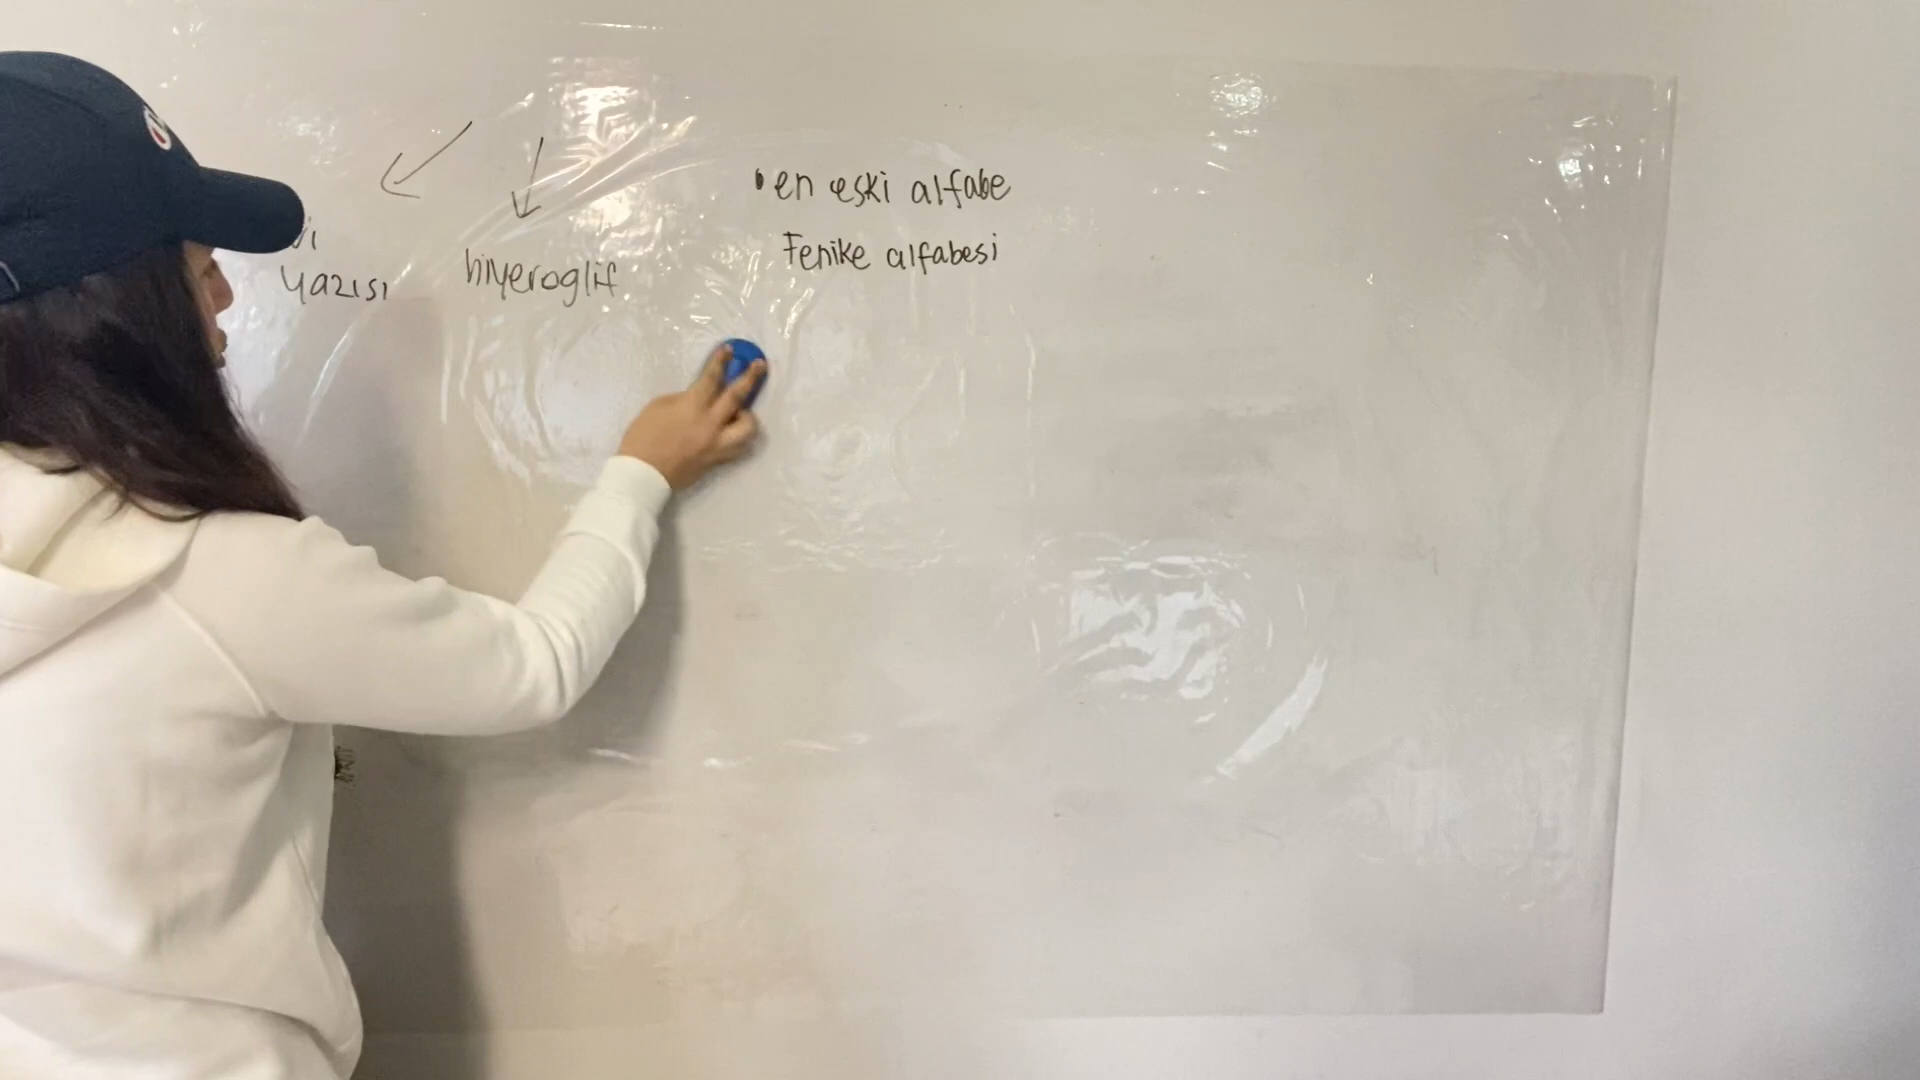 yazısı
hiyeroglif
• en eski alfabe
Fenike alfabesi